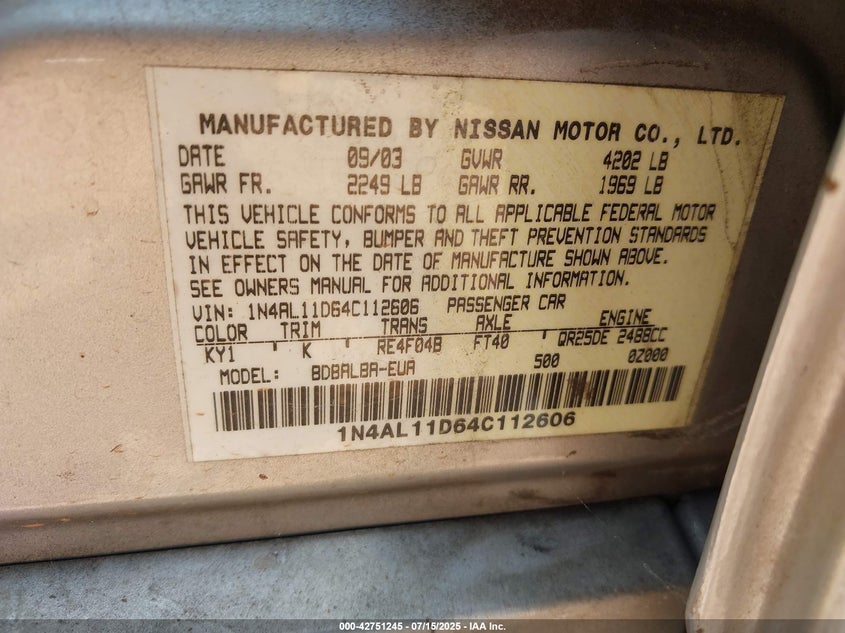 MANUFACTURED BY NISSAN MOTOR CO., LTD.
DATE 09/03 GVWR 4202 LB
GAWR FR. 2249 LB GAWR RR. 1969 LB
THIS VEHICLE CONFORMS TO ALL APPLICABLE FEDERAL MOTOR
VEHICLE SAFETY, BUMPER AND THEFT PREVENTION STANDARDS
IN EFFECT ON THE DATE OF MANUFACTURE SHOWN ABOVE.
SEE OWNERS MANUAL FOR ADDITIONAL INFORMATION.
VIN: 1N4AL11D64C112606 PASSENGER CAR
COLOR TRIM TRANS AXLE ENGINE
KY1 ' K ' RE4F04B FT40 ' QR25DE 2488CC
MODEL: BDBALBA-EUA 500 0Z000
1N4AL11D64C112606
000-42751245 - 07/15/2025 - IAA Inc.